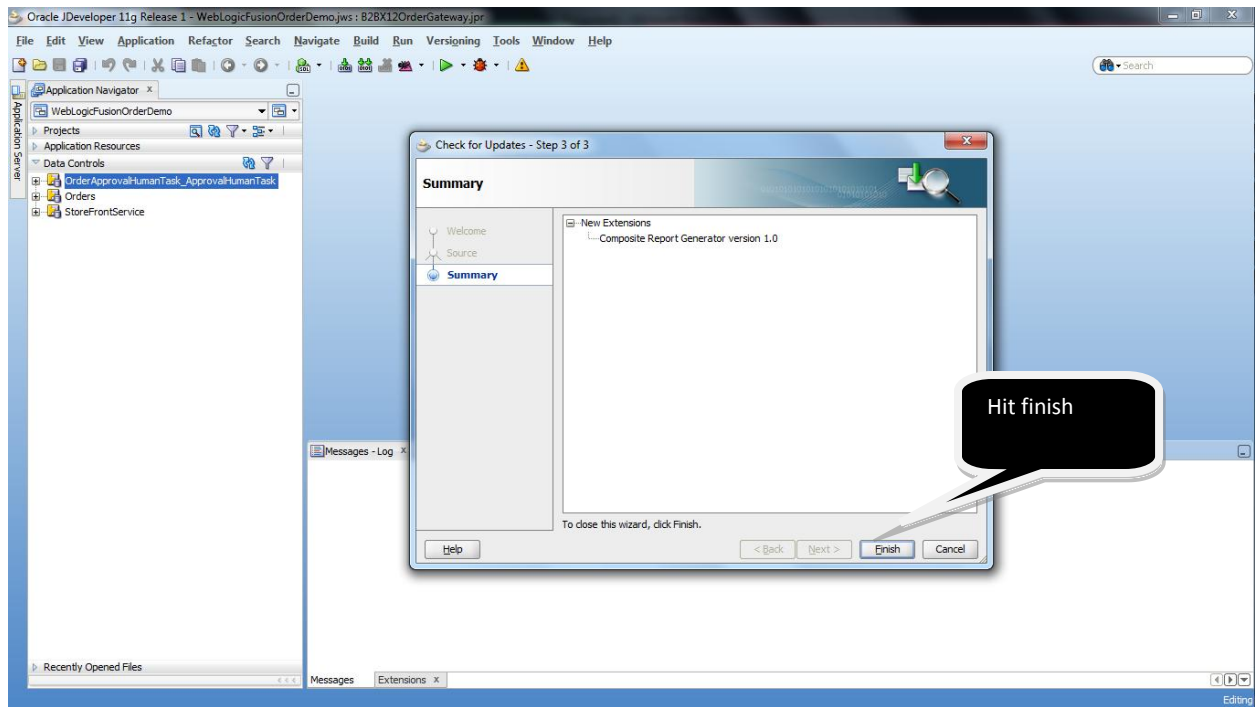 Oracle JDeveloper 11g Release 1 - WebLogicFusionOrderDemo.jws : B2BX12OrderGateway.jpr
File Edit View Application Refactor Search Navigate Build Run Versioning Tools Window Help
Search
Application Navigator x
Application Server
WebLogicFusionOrderDemo
Projects
Application Resources
Data Controls
OrderApprovalHumanTask_ApprovalHumanTask
Orders
StoreFrontService
Check for Updates - Step 3 of 3
Summary
Welcome
Source
Summary
New Extensions
Composite Report Generator version 1.0
Hit finish
To close this wizard, click Finish.
Help < Back Next > Finish Cancel
Messages - Log x
Recently Opened Files
Messages Extensions x
Editing